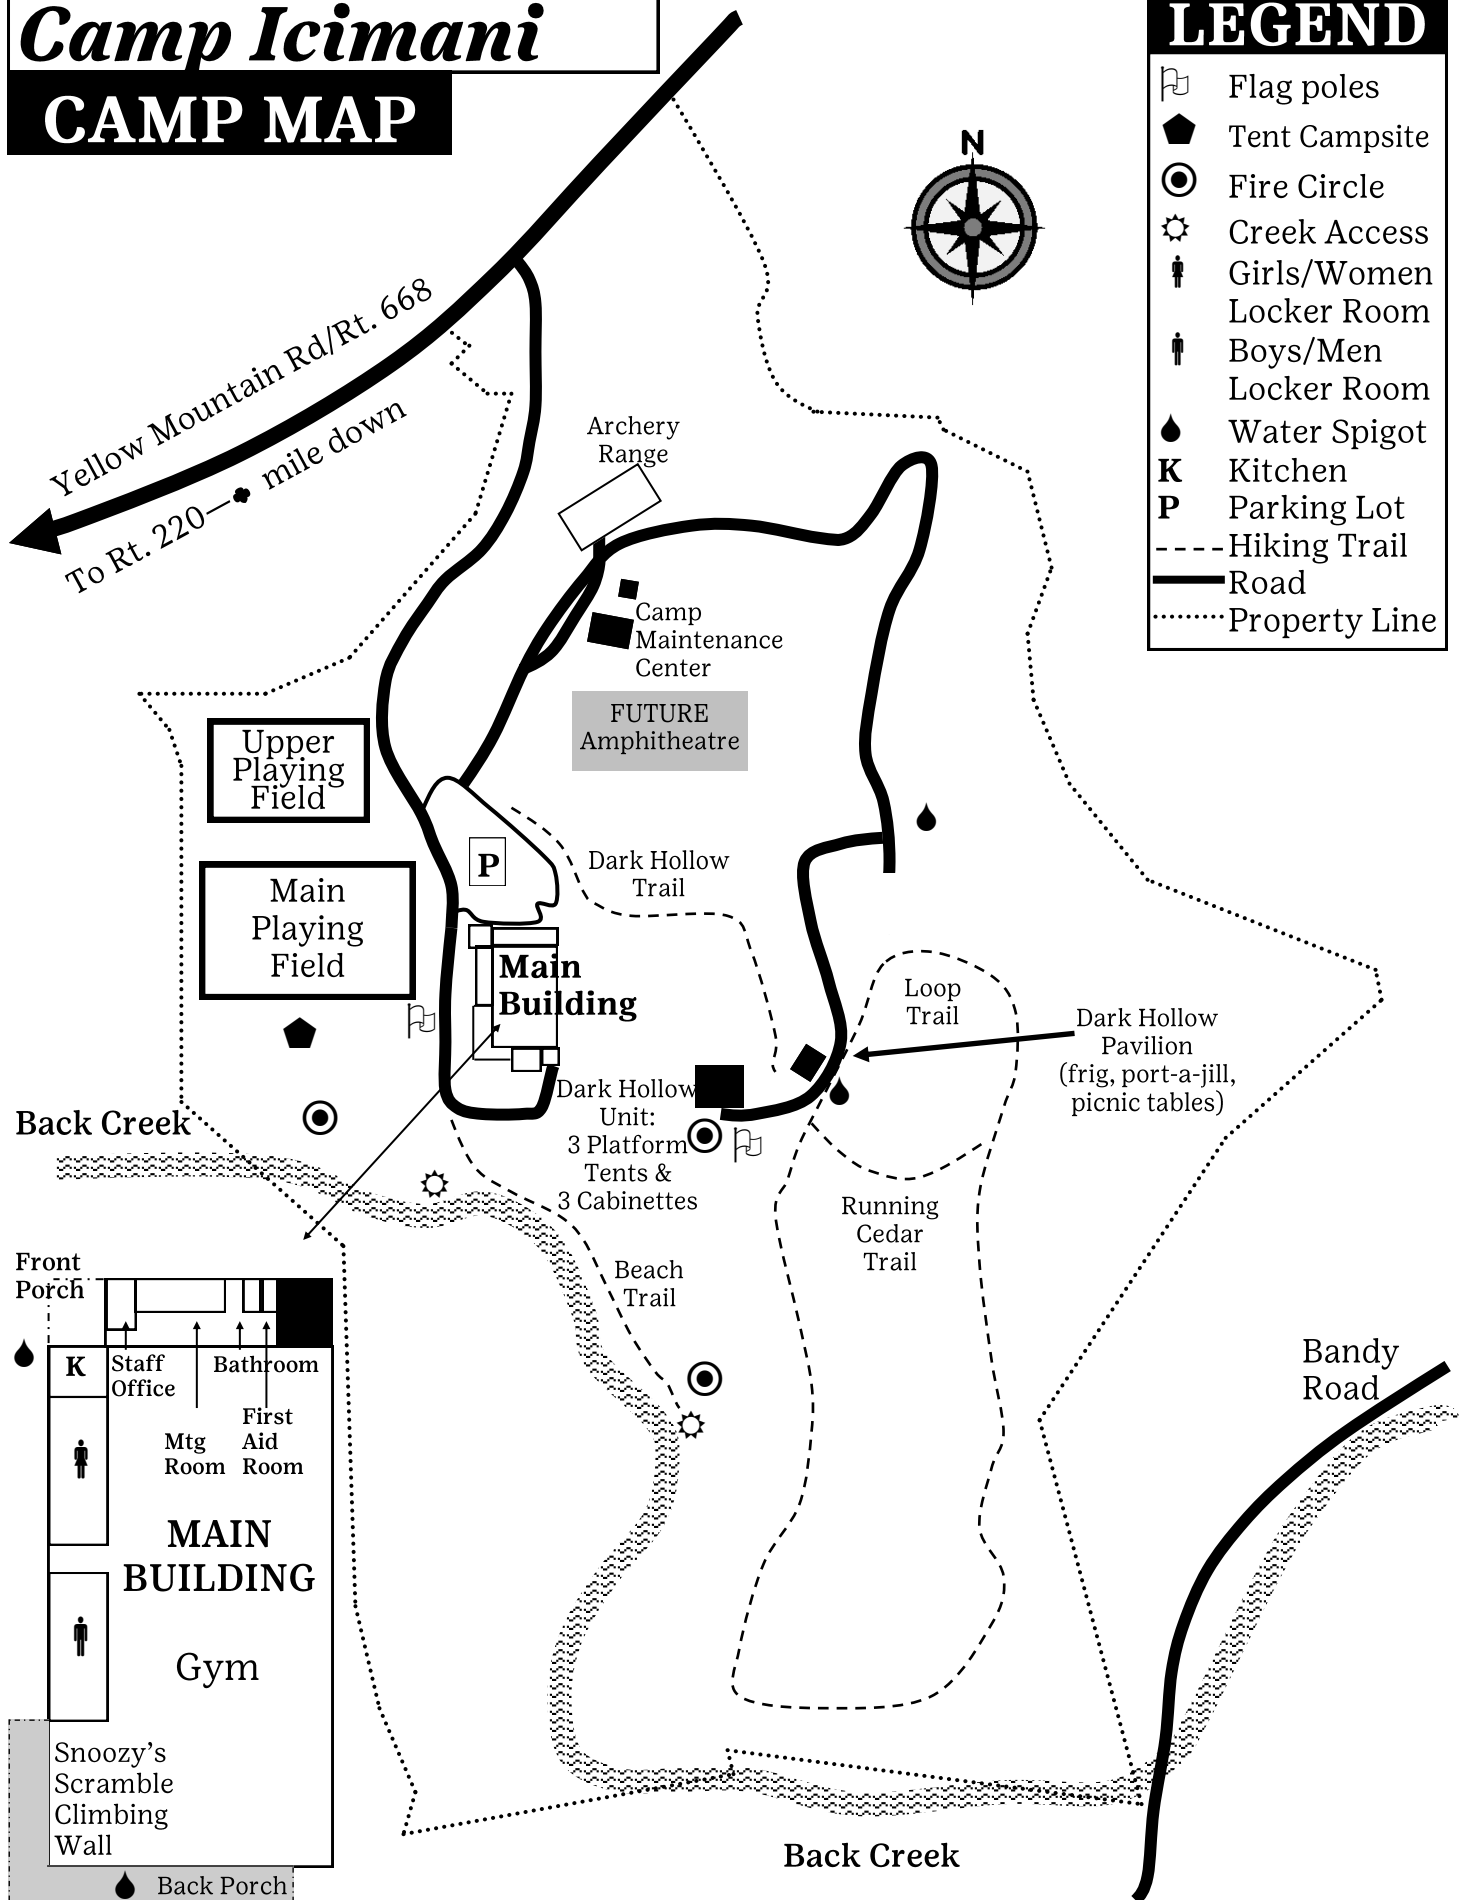 Camp Icimani
CAMP MAP
LEGEND
Flag poles
Tent Campsite
Fire Circle
Creek Access
Girls/Women
Locker Room
Boys/Men
Locker Room
Water Spigot
K Kitchen
P Parking Lot
Hiking Trail
Road
Property Line
N
Yellow Mountain Rd/Rt. 668
To Rt. 220— mile down
Archery
Range
Camp
Maintenance
Center
FUTURE
Amphitheatre
Upper
Playing
Field
P
Dark Hollow
Trail
Main
Playing
Field
Main
Building
Loop
Trail
Dark Hollow
Pavilion
(frig, port-a-jill,
picnic tables)
Dark Hollow
Unit:
3 Platform
Tents &
3 Cabinettes
Back Creek
Running
Cedar
Trail
Beach
Trail
Front
Porch
K
Staff
Office
Bathroom
First
Aid
Room
Mtg
Room
MAIN
BUILDING
Gym
Snoozy's
Scramble
Climbing
Wall
Back Porch
Bandy
Road
Back Creek